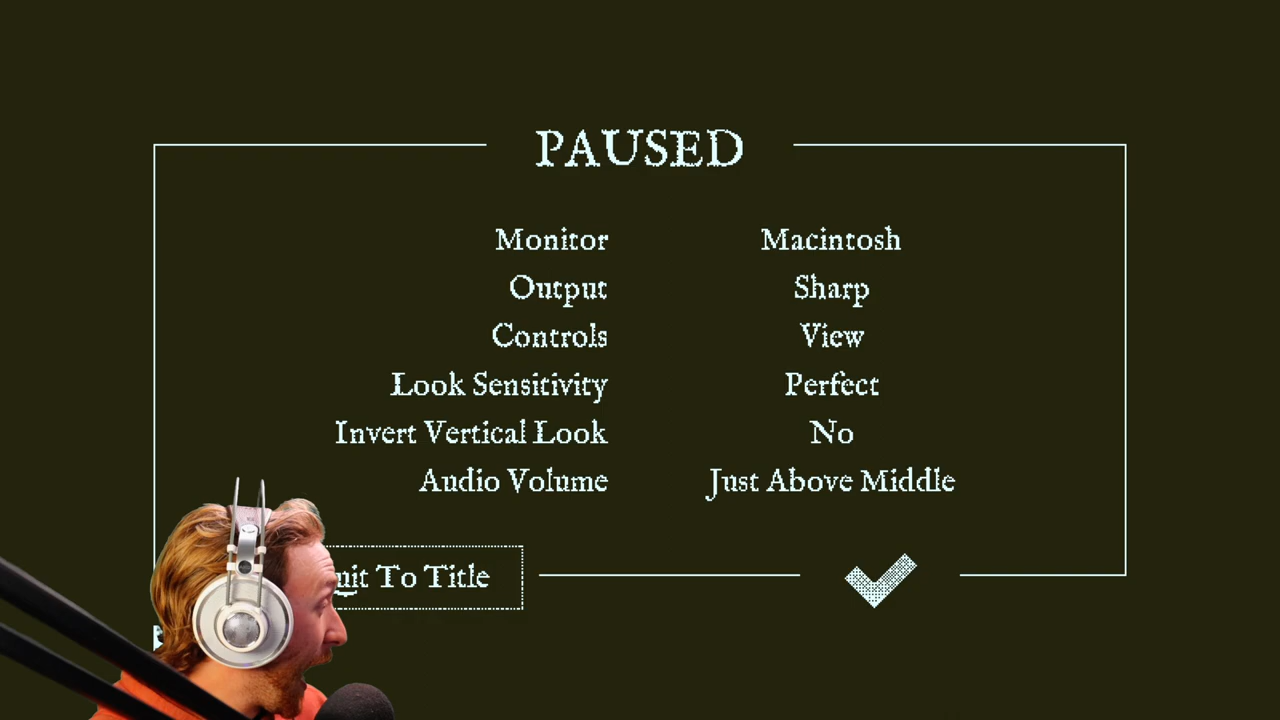 PAUSED
Monitor Macintosh
Output Sharp
Controls View
Look Sensitivity Perfect
Invert Vertical Look No
Audio Volume Just Above Middle
To Title